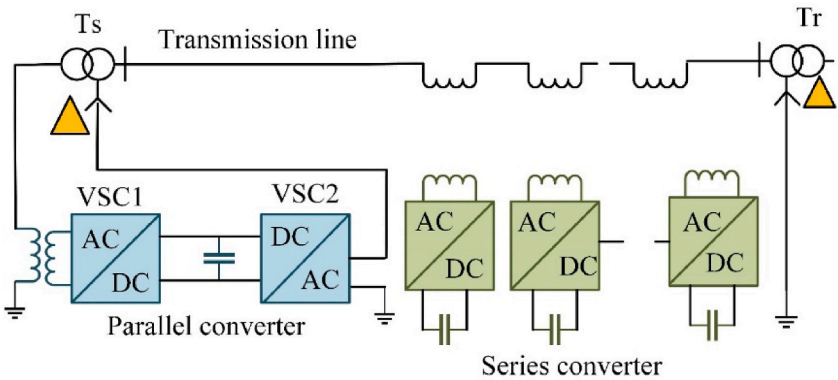 Ts
Tr
Transmission line
VSC1
VSC2
AC
DC
DC
AC
AC
DC
AC
DC
AC
DC
Parallel converter
Series converter